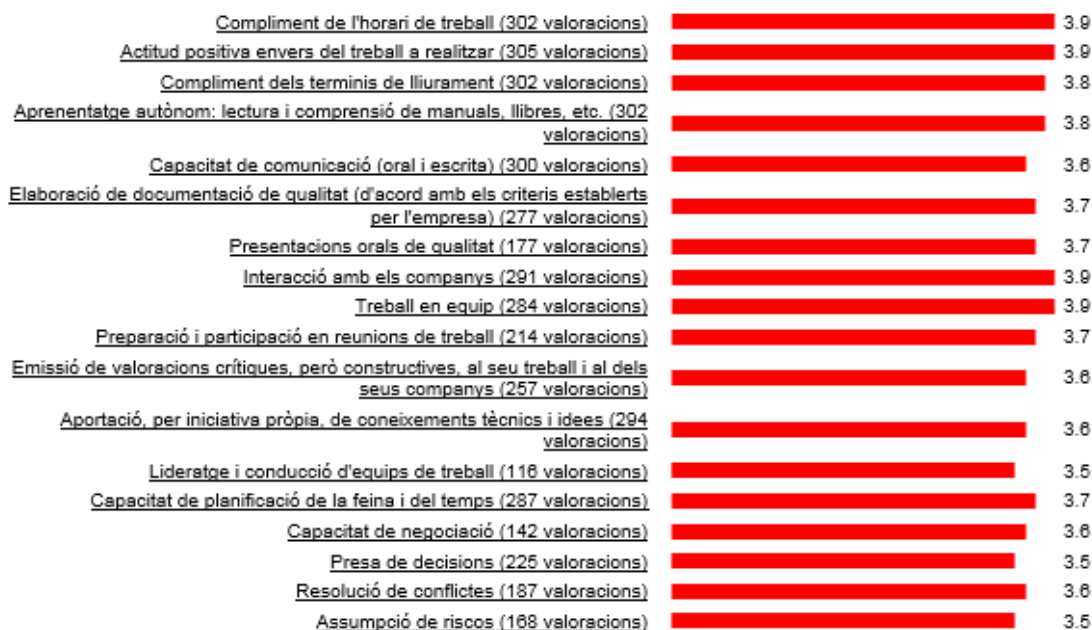 Compliment de l'horari de treball (302 valoracions) 3.9
Actitud positiva envers del treball a realitzar (305 valoracions) 3.9
Compliment dels terminis de lliurament (302 valoracions) 3.8
Aprenentatge autònom: lectura i comprensió de manuals, llibres, etc. (302
valoracions) 3.8
Capacitat de comunicació (oral i escrita) (300 valoracions) 3.6
Elaboració de documentació de qualitat (d'acord amb els criteris establerts
per l'empresa) (277 valoracions) 3.7
Presentacions orals de qualitat (177 valoracions) 3.7
Interacció amb els companys (291 valoracions) 3.9
Treball en equip (284 valoracions) 3.9
Preparació i participació en reunions de treball (214 valoracions) 3.7
Emissió de valoracions crítiques, però constructives, al seu treball i al dels
seus companys (257 valoracions) 3.6
Aportació, per iniciativa pròpia, de coneixements tècnics i idees (294
valoracions) 3.6
Lideratge i conducció d'equips de treball (116 valoracions) 3.5
Capacitat de planificació de la feina i del temps (287 valoracions) 3.7
Capacitat de negociació (142 valoracions) 3.6
Presa de decisions (225 valoracions) 3.5
Resolució de conflictes (187 valoracions) 3.6
Assumpció de riscos (168 valoracions) 3.5